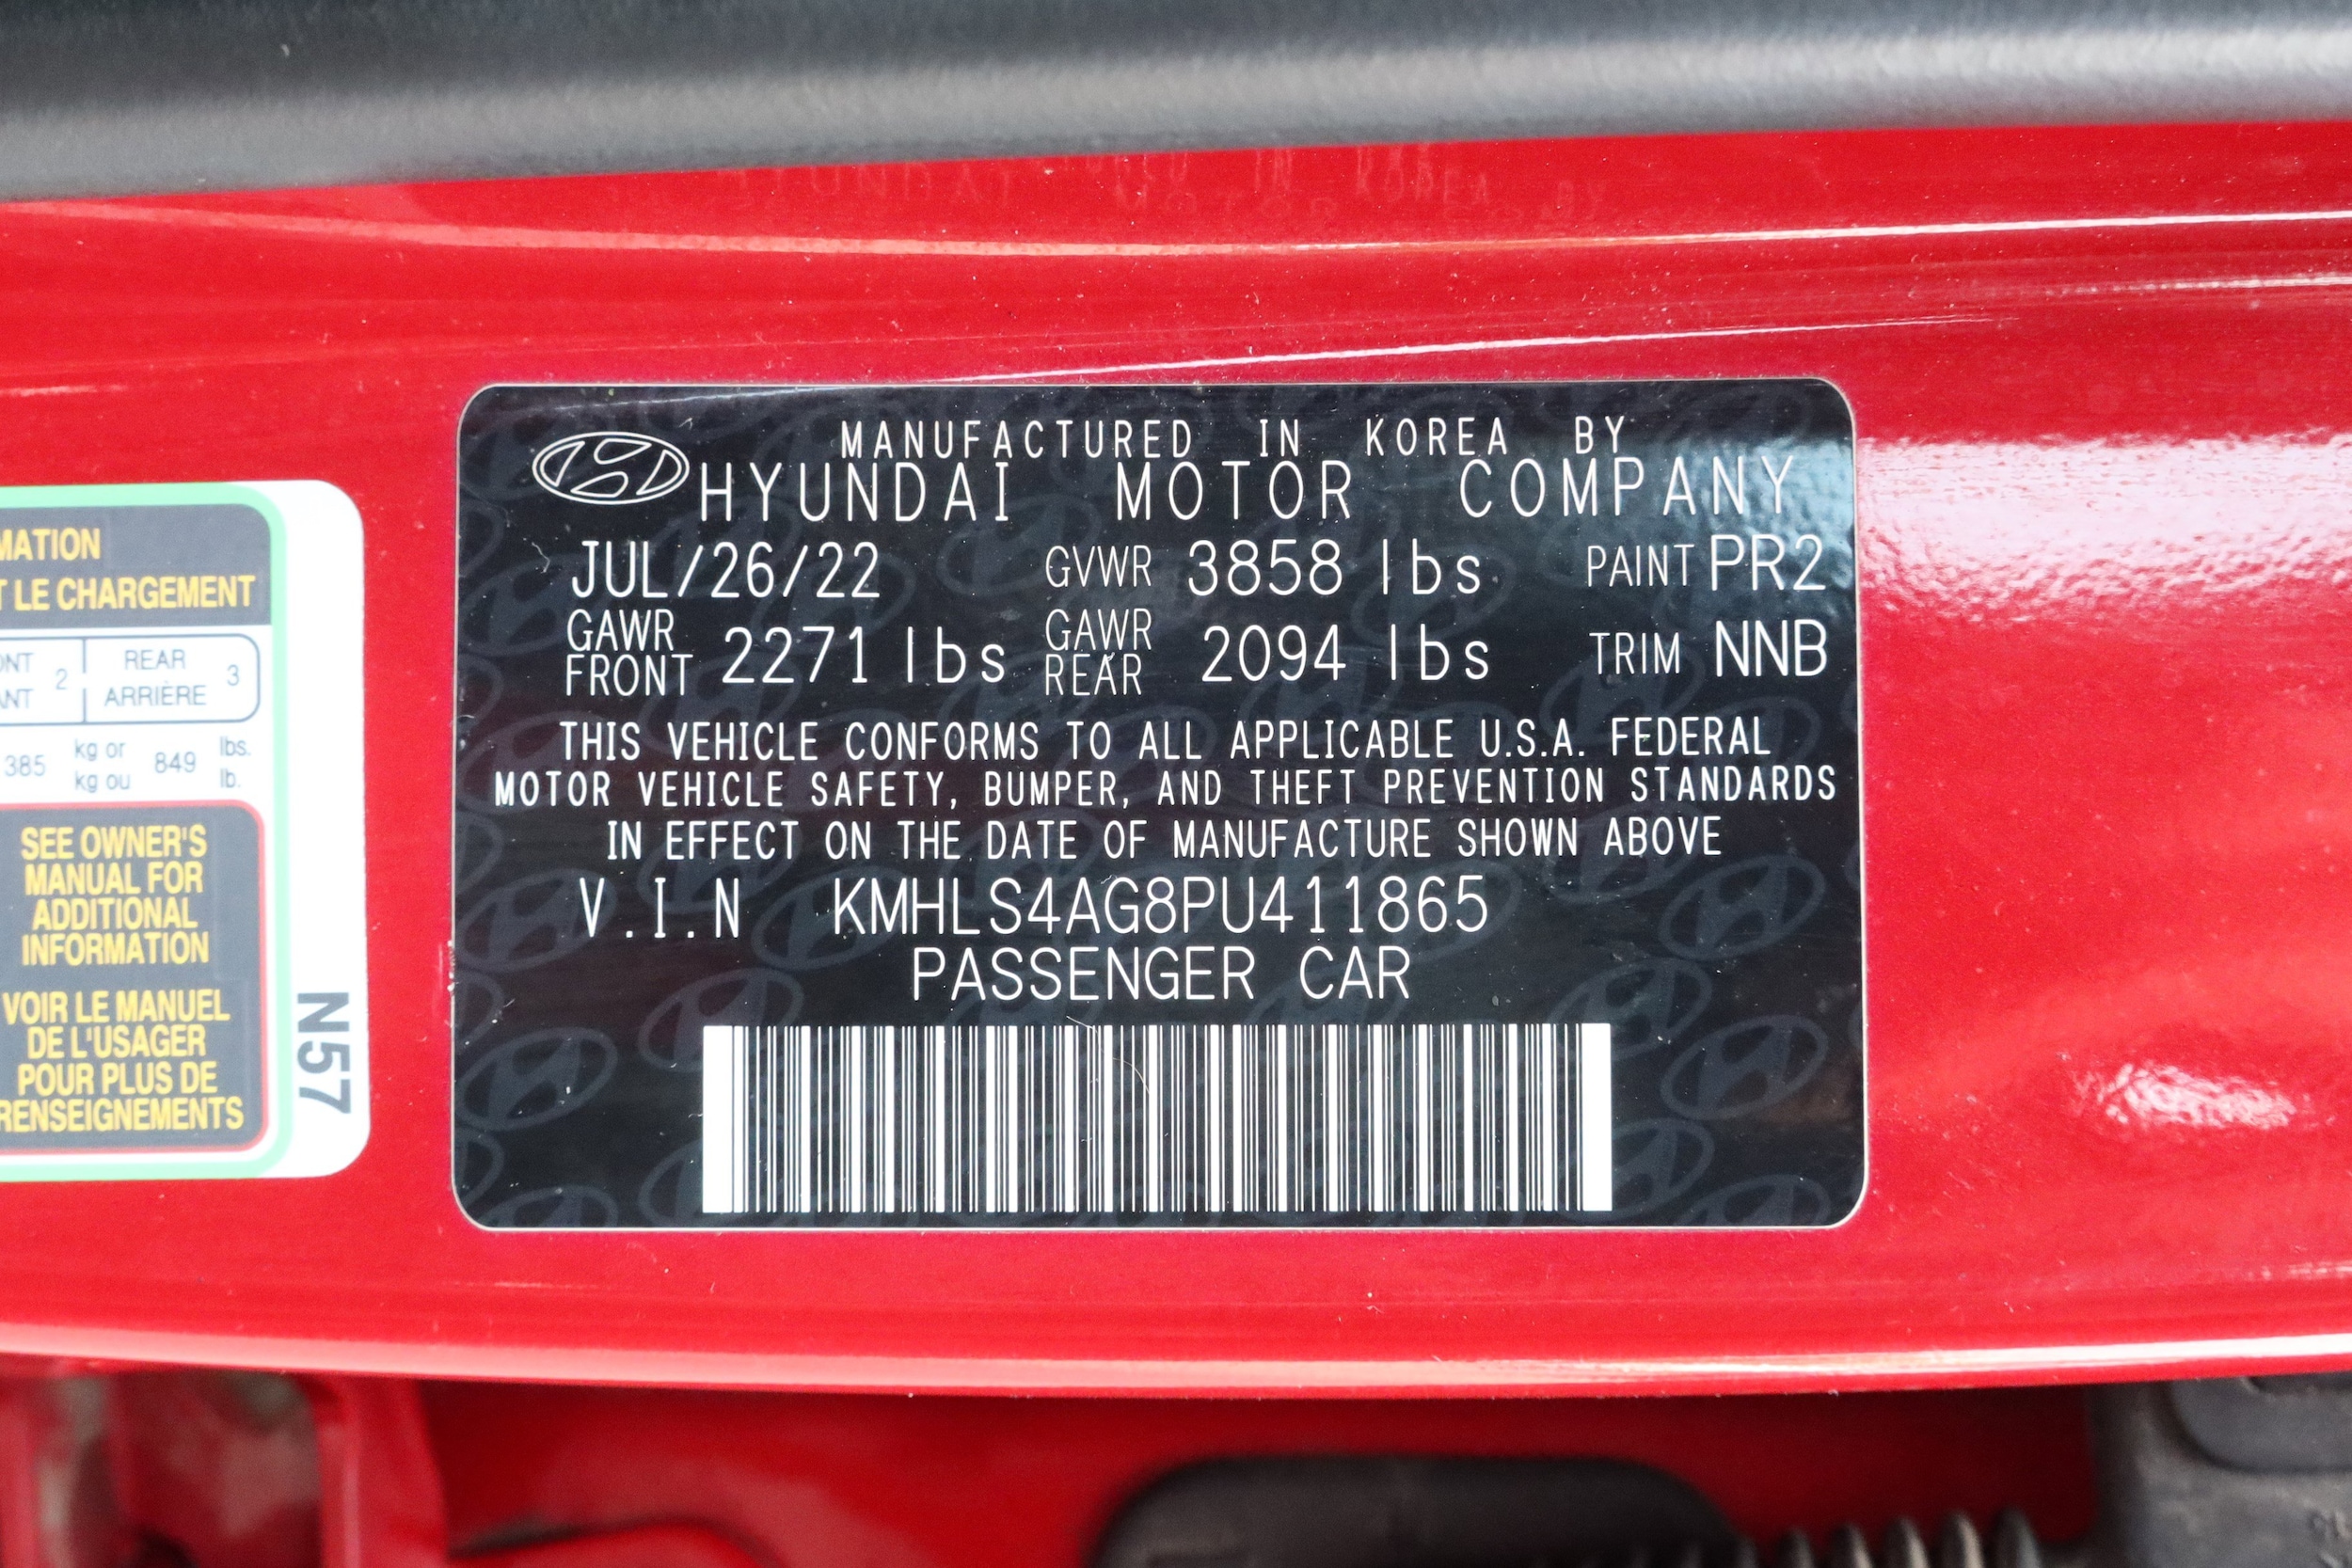 MANUFACTURED IN KOREA BY
HYUNDAI MOTOR COMPANY
JUL/26/22 GVWR 3858 lbs PAINT PR2
GAWR FRONT 2271 lbs GAWR REAR 2094 lbs TRIM NNB
THIS VEHICLE CONFORMS TO ALL APPLICABLE U.S.A. FEDERAL
MOTOR VEHICLE SAFETY, BUMPER, AND THEFT PREVENTION STANDARDS
IN EFFECT ON THE DATE OF MANUFACTURE SHOWN ABOVE
V.I.N KMHLS4AG8PU411865
PASSENGER CAR
LE CHARGEMENT
2 REAR 3
ARRIÈRE
385 kg or 849 lbs.
kg ou lb.
SEE OWNER'S
MANUAL FOR
ADDITIONAL
INFORMATION
VOIR LE MANUEL
DE L'USAGER
POUR PLUS DE
RENSEIGNEMENTS
N57